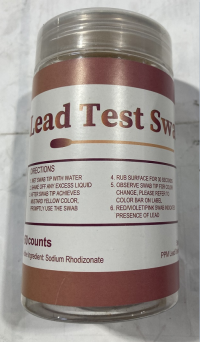 Lead Test Swa
DIRECTIONS
WET SWAB TIP WITH WATER
SHAKE OFF ANY EXCESS LIQUID
AFTER SWAB TIP ACHIEVES
MUSTARD YELLOW COLOR,
PROMPTLY USE THE SWAB
4. RUB SURFACE FOR 30 SECONDS
5. OBSERVE SWAB TIP FOR COLOR
CHANGE, PLEASE REFER TO
COLOR BAR ON LABEL
6. RED/VIOLET/PINK SWAB INDICATES
PRESENCE OF LEAD
counts
Ingredient Sodium Rhodizonate